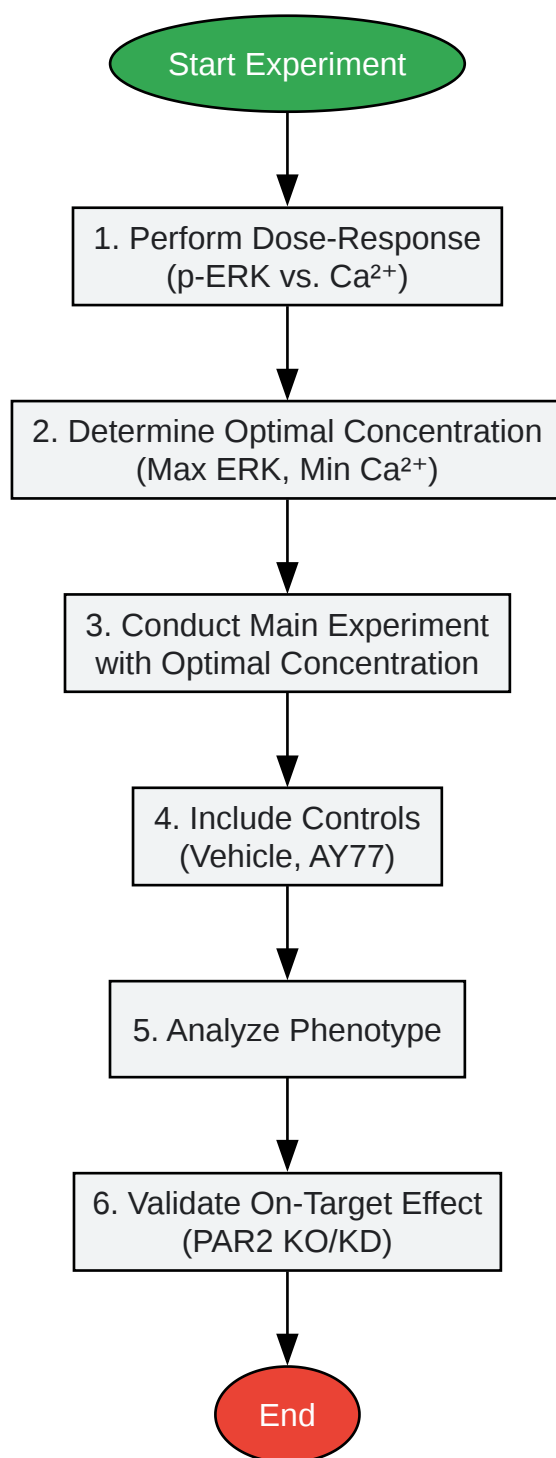 Start Experiment
1. Perform Dose-Response
(p-ERK vs. Ca²⁺)
2. Determine Optimal Concentration
(Max ERK, Min Ca²⁺)
3. Conduct Main Experiment
with Optimal Concentration
4. Include Controls
(Vehicle, AY77)
5. Analyze Phenotype
6. Validate On-Target Effect
(PAR2 KO/KD)
End